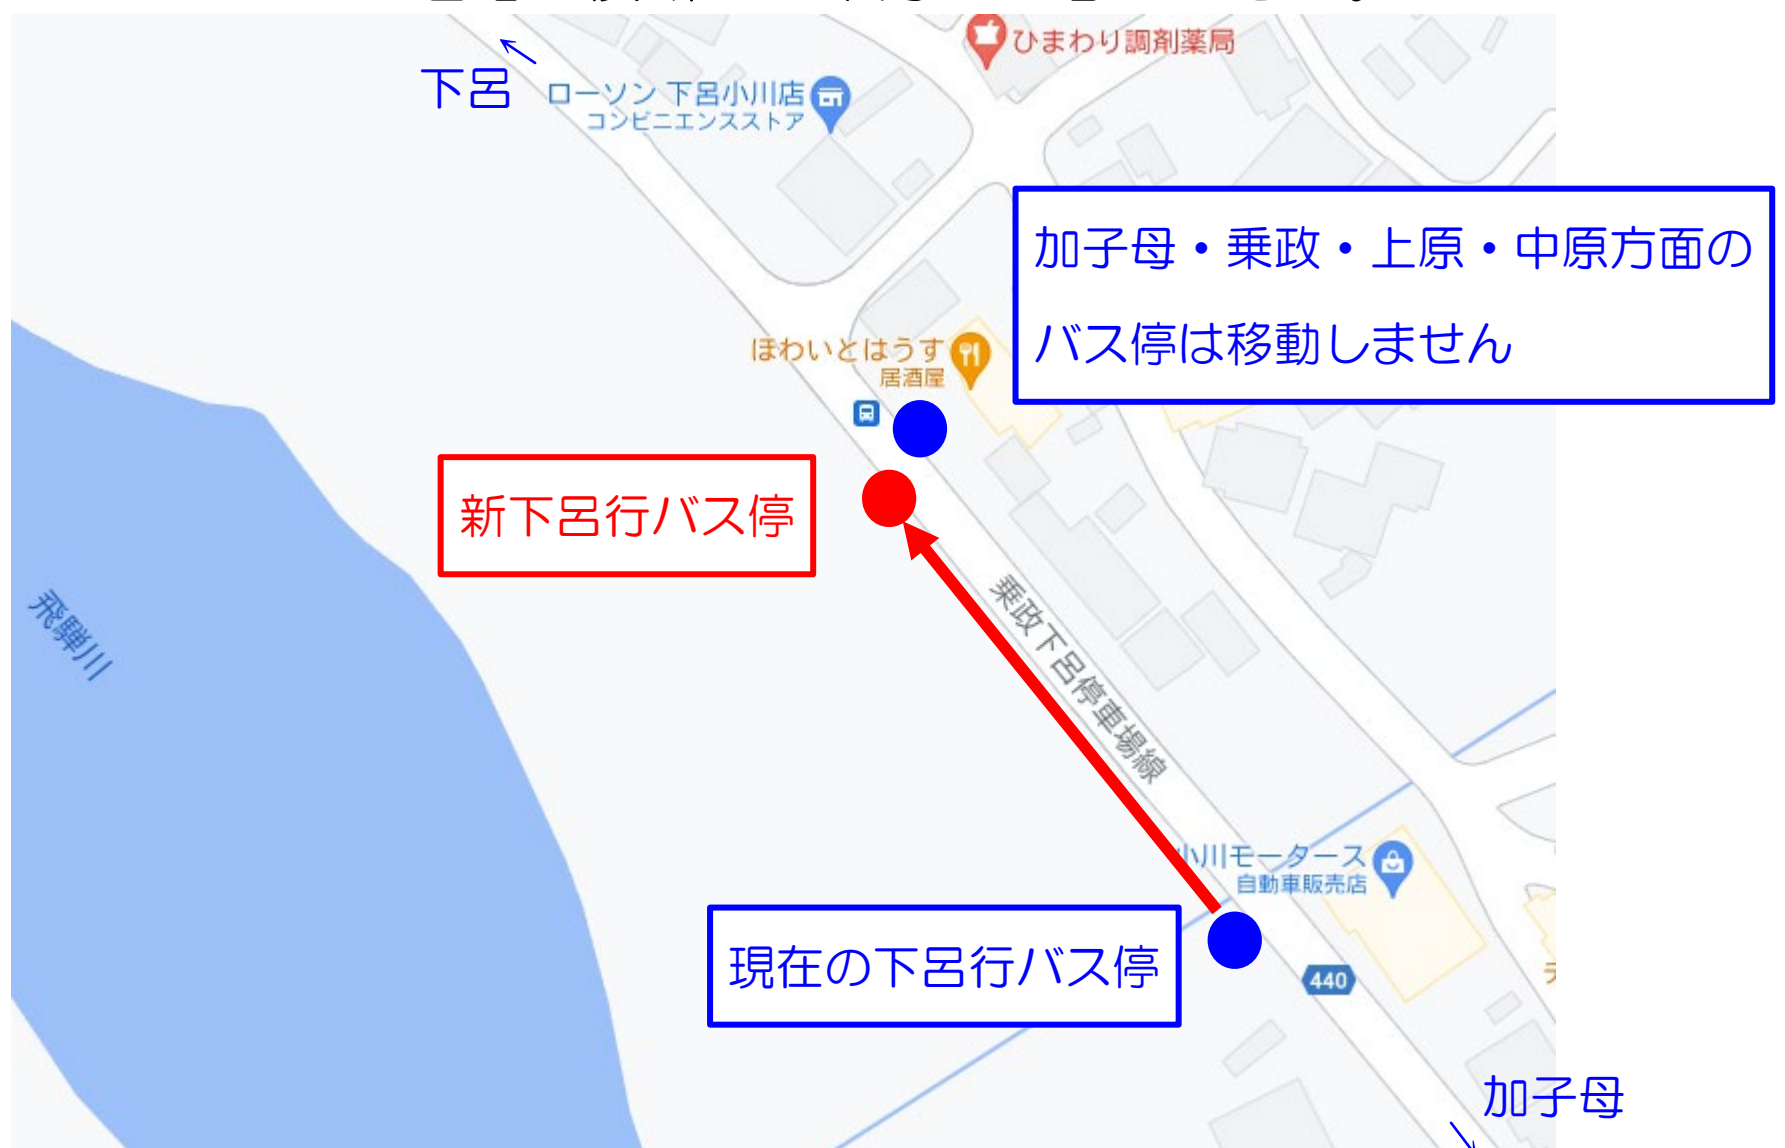 ひまわり調剤薬局
下呂
ローソン 下呂小川店
コンビニエンスストア
加子母・乗政・上原・中原方面の
バス停は移動しません
ほわいとはうす
居酒屋
新下呂行バス停
飛騨川
乗政下呂停車場線
小川モータース
自動車販売店
現在の下呂行バス停
440
加子母